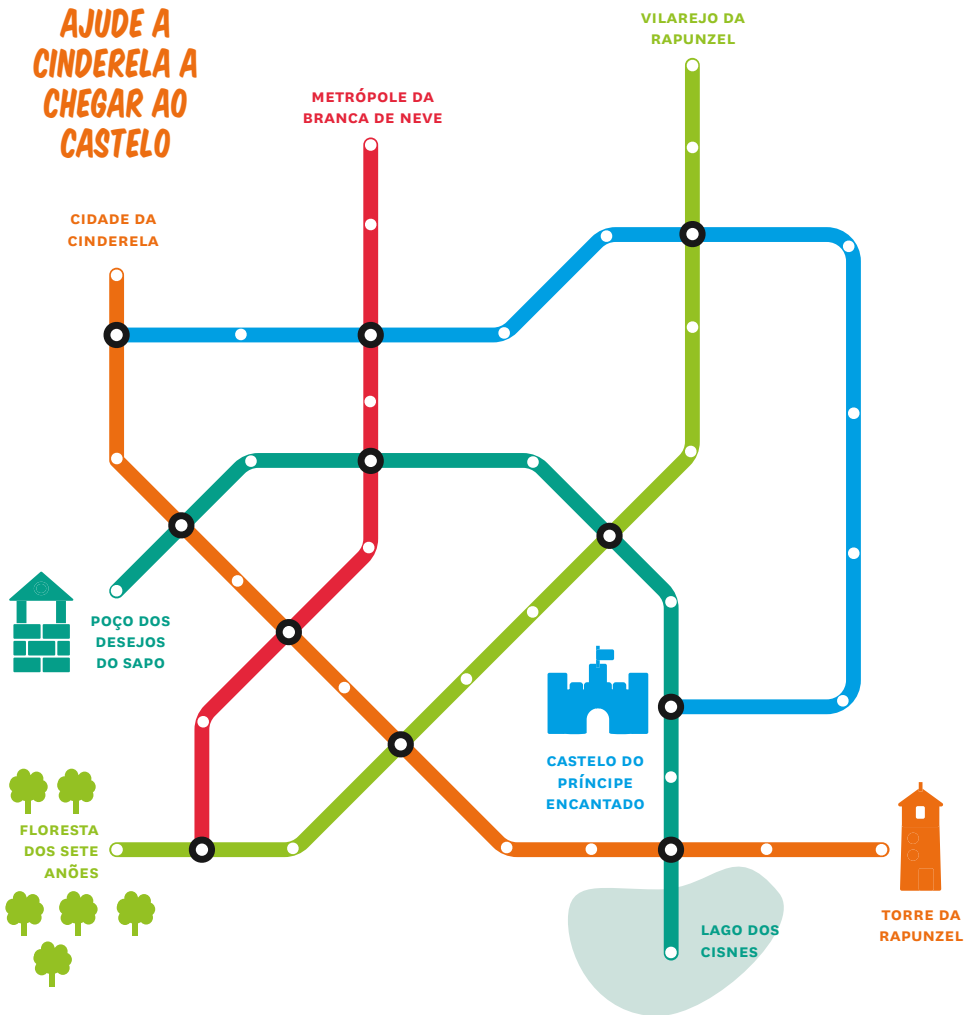 AJUDE A
CINDERELA A
CHEGAR AO
CASTELO
VILAREJO DA
RAPUNZEL
METRÓPOLE DA
BRANCA DE NEVE
CIDADE DA
CINDERELA
POÇO DOS
DESEJOS
DO SAPO
CASTELO DO
PRÍNCIPE
ENCANTADO
FLORESTA
DOS SETE
ANÕES
TORRE DA
RAPUNZEL
LAGO DOS
CISNES